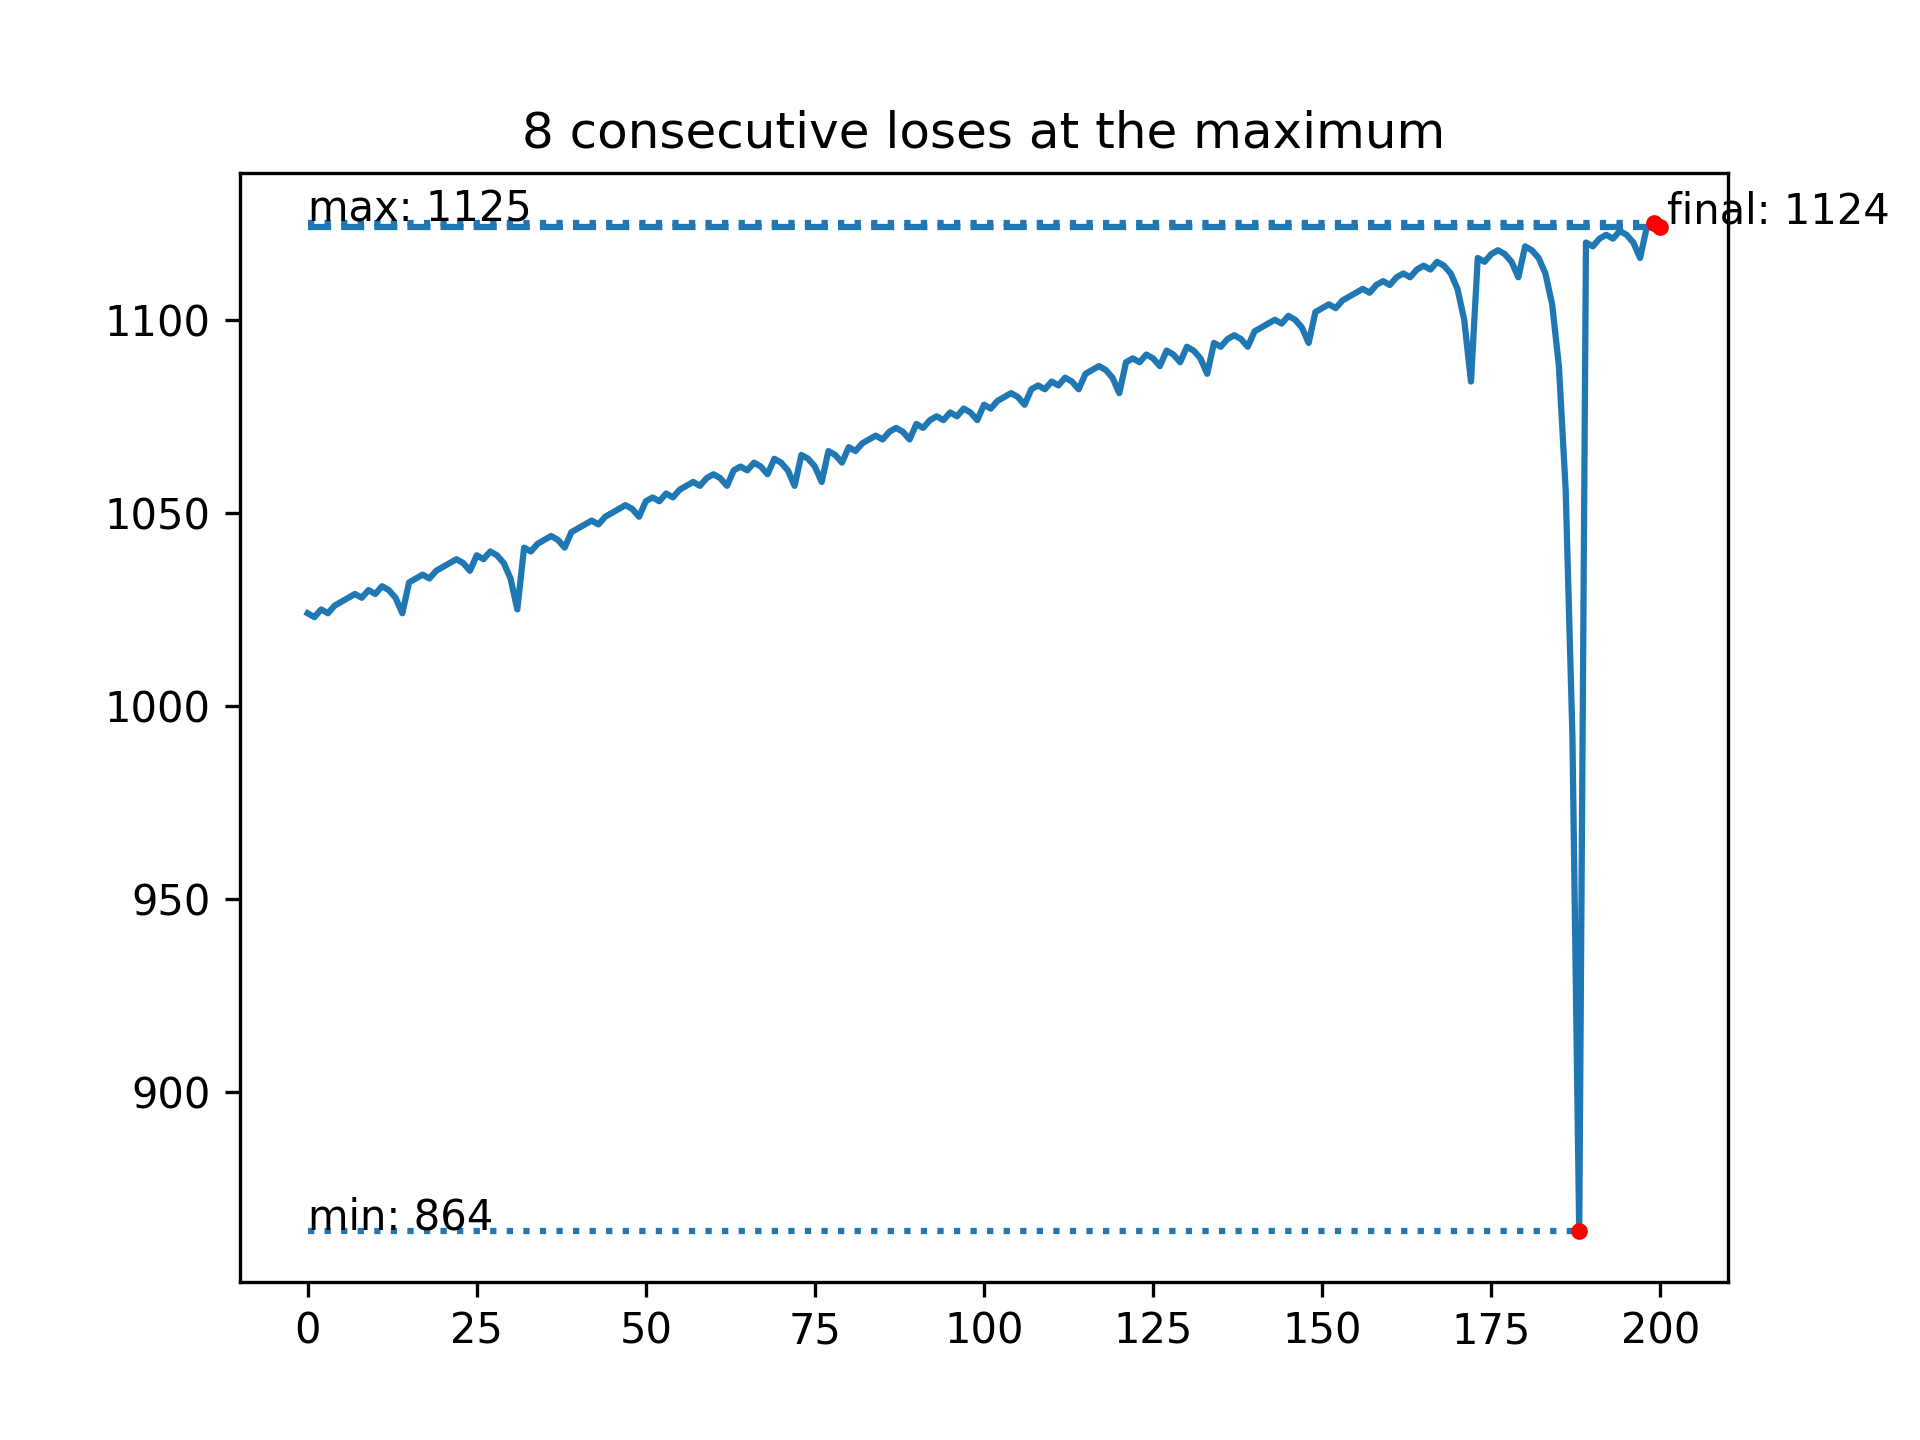 8 consecutive loses at the maximum
max: 1125
final: 1124
1100
1050
1000
950
900
min: 864
0 25 50 75 100 125 150 175 200